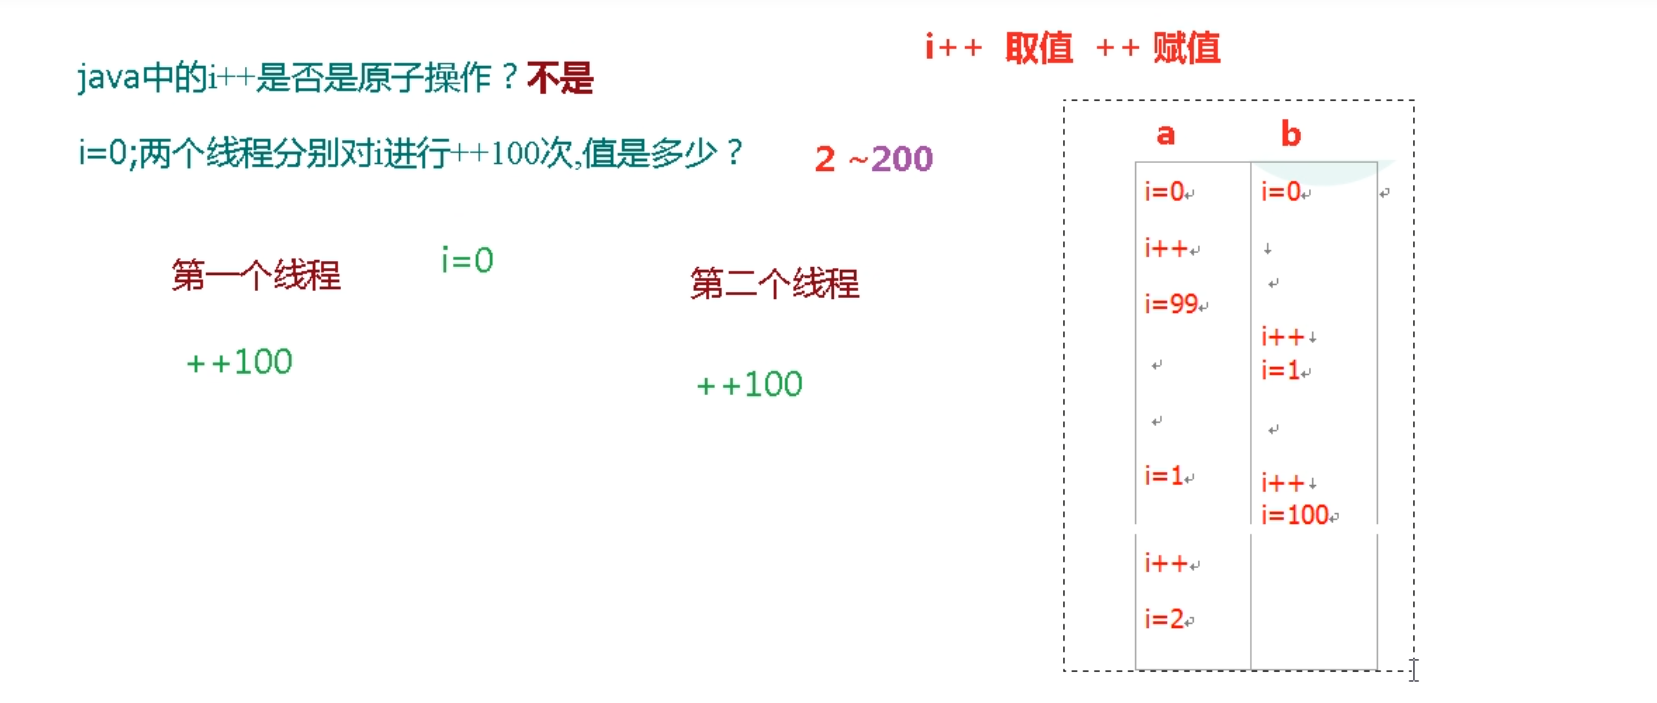 i++ 取值 ++ 赋值
java中的i++是否是原子操作？不是
i=0;两个线程分别对i进行++100次,值是多少？ 2 ~200
第一个线程
i=0
第二个线程
++100
++100
a b
i=0↵ i=0↵ ↵
i++↵ ↓
↵
i=99↵
i++↓
↵ i=1↵
↵ ↵
i=1↵ i++↓
i=100↵
i++↵
i=2↵